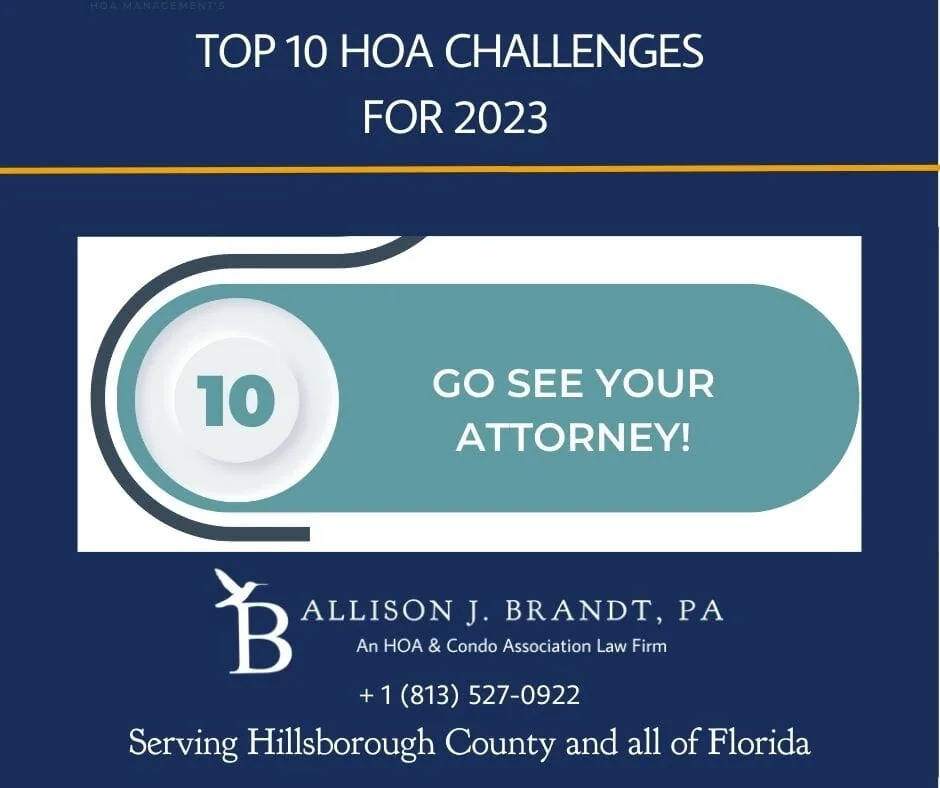 HOA MANAGEMENT'S
TOP 10 HOA CHALLENGES
FOR 2023
10
GO SEE YOUR
ATTORNEY!
B
ALLISON J. BRANDT, PA
An HOA & Condo Association Law Firm
+ 1 (813) 527-0922
Serving Hillsborough County and all of Florida